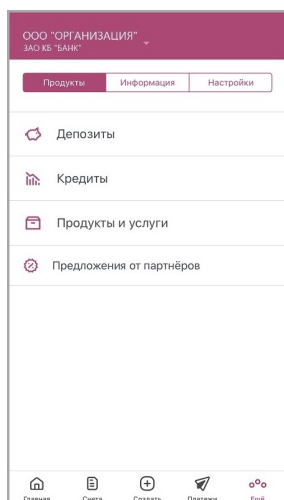 ООО "ОРГАНИЗАЦИЯ"
ЗАО КБ "БАНК"
Продукты Информация Настройки
Депозиты
Кредиты
Продукты и услуги
Предложения от партнёров
Главная Счета Создать Платежи Ещё